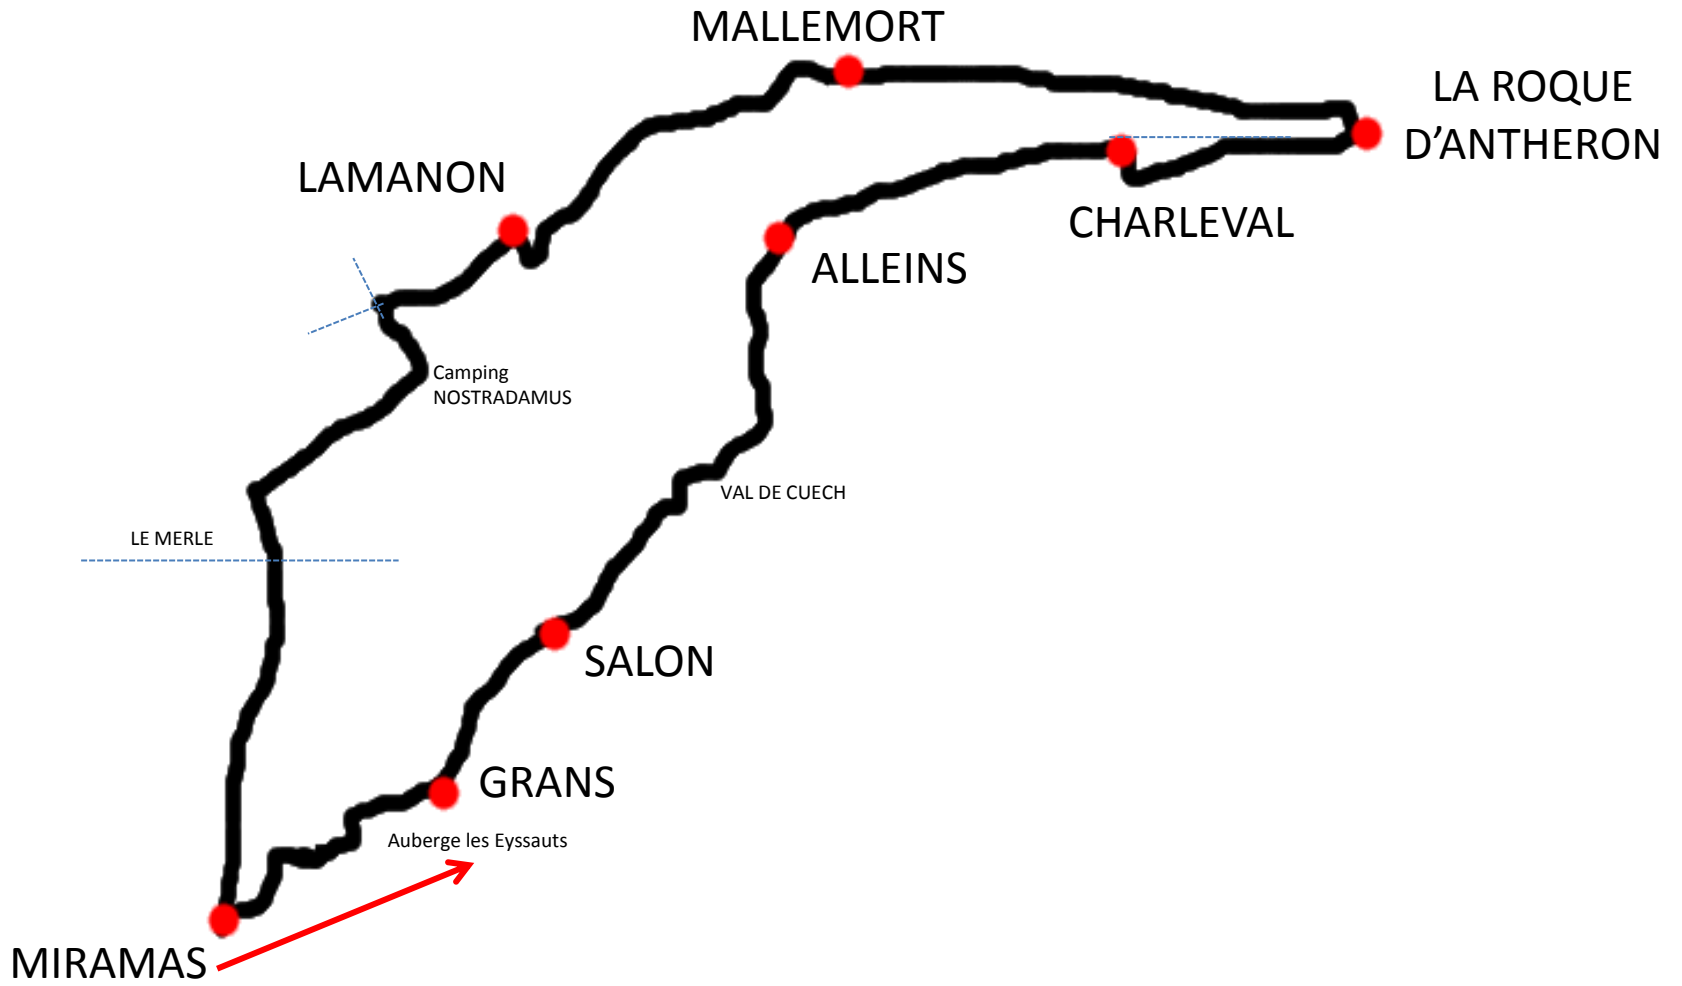 MALLEMORT
LA ROQUE
D’ANTHERON
LAMANON
CHARLEVAL
ALLEINS
Camping
NOSTRADAMUS
VAL DE CUECH
LE MERLE
SALON
GRANS
Auberge les Eyssauts
MIRAMAS